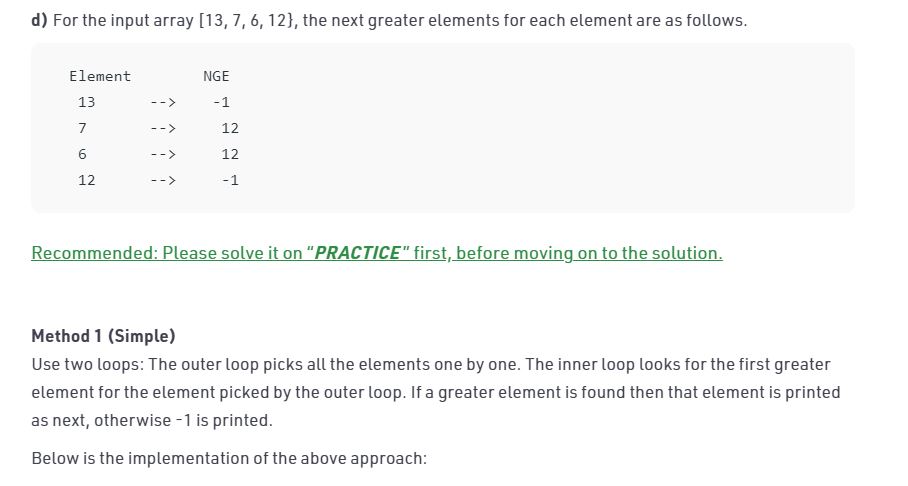 d) For the input array [13, 7, 6, 12}, the next greater elements for each element are as follows.
Element NGE
13 --> -1
7 --> 12
6 --> 12
12 --> -1
Recommended: Please solve it on “PRACTICE” first, before moving on to the solution.
Method 1 (Simple)
Use two loops: The outer loop picks all the elements one by one. The inner loop looks for the first greater
element for the element picked by the outer loop. If a greater element is found then that element is printed
as next, otherwise -1 is printed.
Below is the implementation of the above approach: